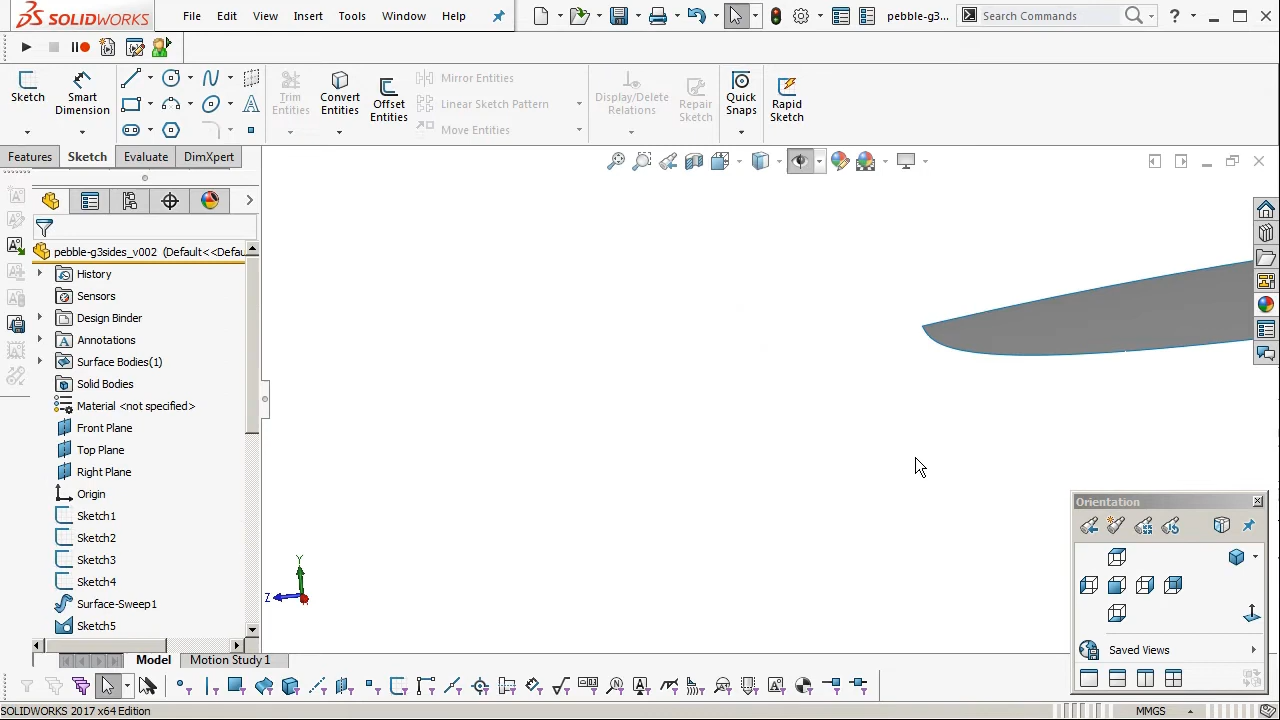 SOLIDWORKS File Edit View Insert Tools Window Help pebble-g3... Search Commands
Sketch Smart Dimension Trim Entities Convert Entities Offset Entities Mirror Entities Linear Sketch Pattern Move Entities Display/Delete Relations Repair Sketch Quick Snaps Rapid Sketch
Features Sketch Evaluate DimXpert
pebble-g3sides_v002 (Default<<Defau
History
Sensors
Design Binder
Annotations
Surface Bodies(1)
Solid Bodies
Material <not specified>
Front Plane
Top Plane
Right Plane
Origin
Sketch1
Sketch2
Sketch3
Sketch4
Surface-Sweep1
Sketch5
Y
Z
Orientation
Saved Views
Model Motion Study 1
SOLIDWORKS 2017 x64 Edition MMGS